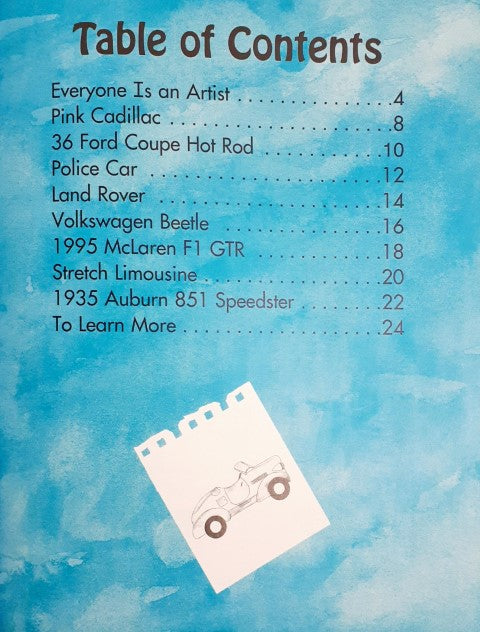 Table of Contents
Everyone Is an Artist . . . . . . . . . . . . . .4
Pink Cadillac . . . . . . . . . . . . . . . . . . . .8
36 Ford Coupe Hot Rod . . . . . . . . . . .10
Police Car . . . . . . . . . . . . . . . . . . . . .12
Land Rover . . . . . . . . . . . . . . . . . . . .14
Volkswagen Beetle . . . . . . . . . . . . . .16
1995 McLaren F1 GTR . . . . . . . . . . .18
Stretch Limousine . . . . . . . . . . . . . . .20
1935 Auburn 851 Speedster . . . . . . .22
To Learn More . . . . . . . . . . . . . . . . .24